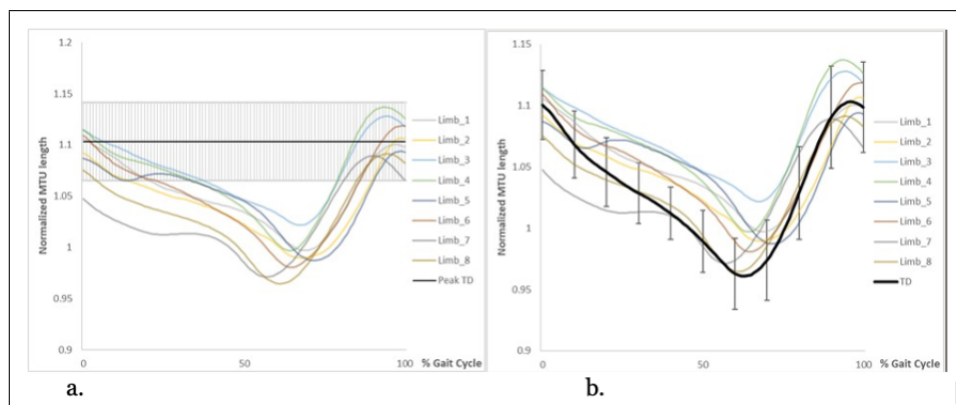 Normalized MTU length
1.2
1.15
1.1
1.05
1
0.95
0.9
0
50
100
% Gait Cycle
Limb_1
Limb_2
Limb_3
Limb_4
Limb_5
Limb_6
Limb_7
Limb_8
Peak TD
a.
Normalized MTU length
1.15
1.1
1.05
1
0.95
0.9
0
50
100
% Gait Cycle
Limb_1
Limb_2
Limb_3
Limb_4
Limb_5
Limb_6
Limb_7
Limb_8
TD
b.